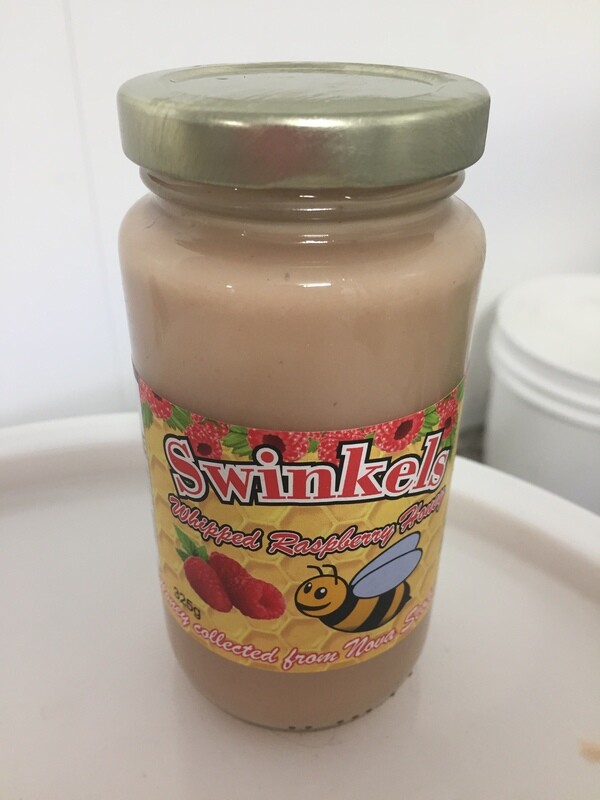 Swinkels
Whipped Raspberry Honey
325g
collected from Nova